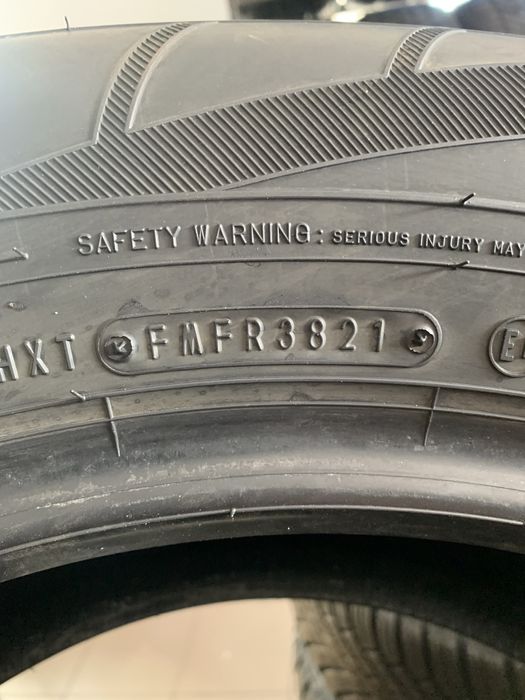 SAFETY WARNING: SERIOUS INJURY MAY
HXT FMFR3821 E